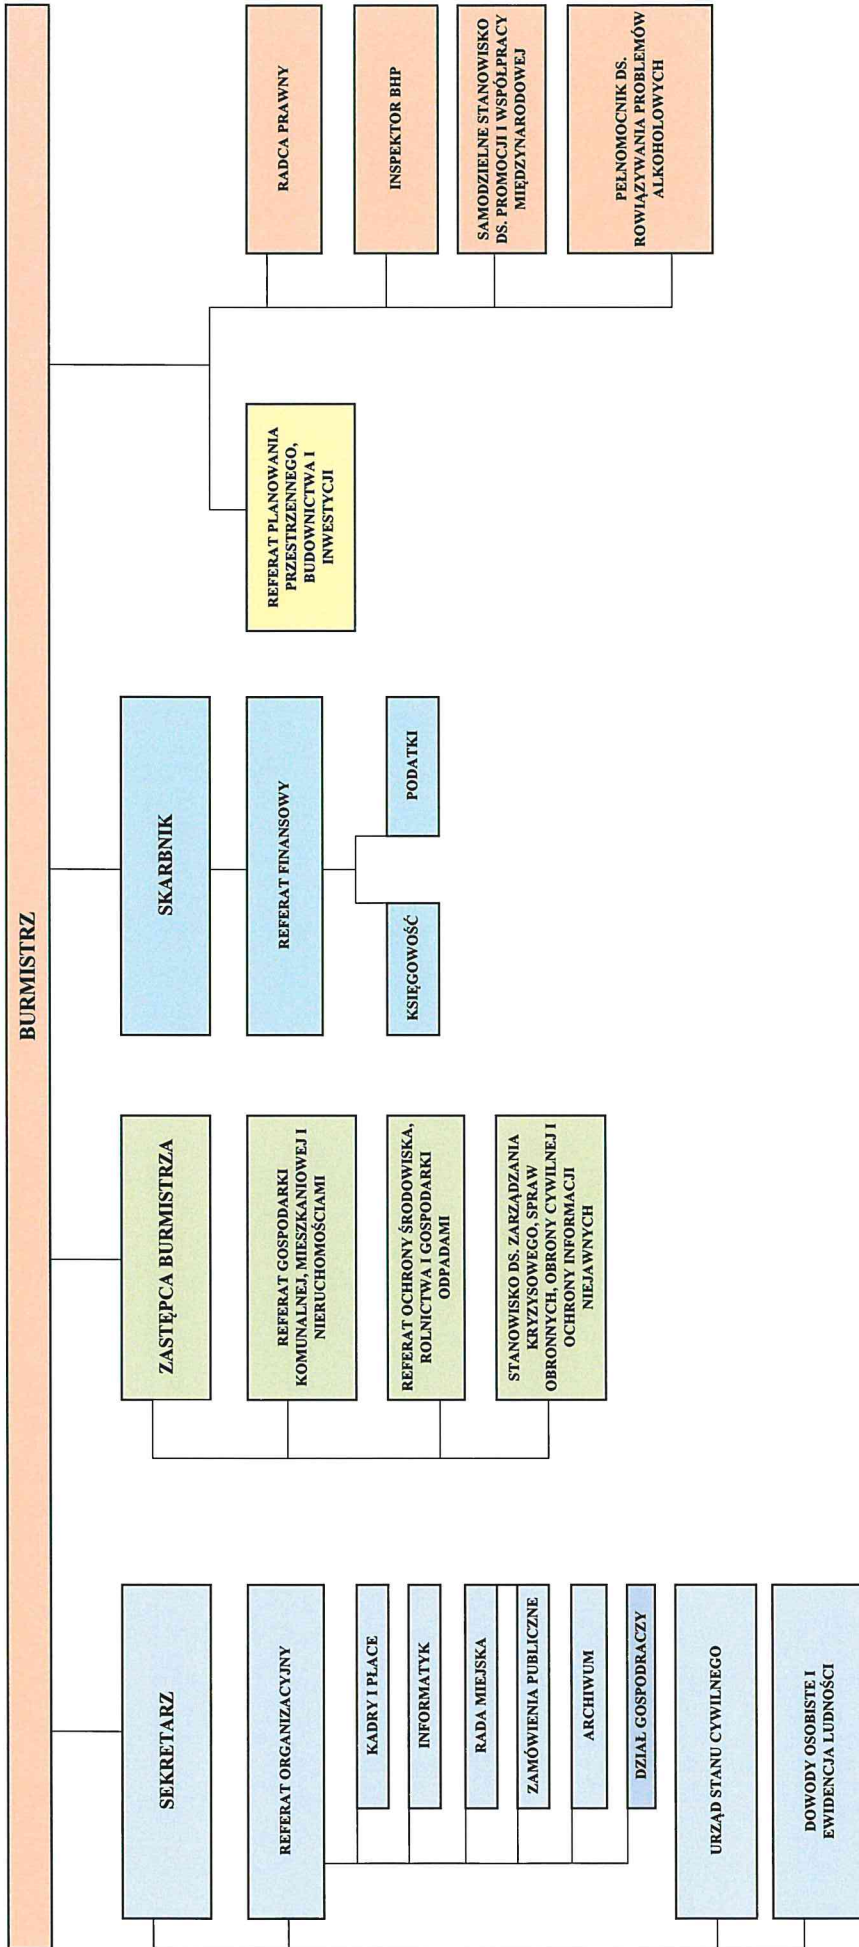 BURMISTRZ
SEKRETARZ
REFERAT ORGANIZACYJNY
KADRY I PŁACE
INFORMATYK
RADA MIEJSKA
ZAMÓWIENIA PUBLICZNE
ARCHIWUM
DZIAŁ GOSPODRACZY
URZĄD STANU CYWILNEGO
DOWODY OSOBISTE I
EWIDENCJA LUDNOŚCI
ZASTĘPCA BURMISTRZA
REFERAT GOSPODARKI
KOMUNALNEJ, MIESZKANIOWEJ I
NIERUCHOMOŚCIAMI
REFERAT OCHRONY ŚRODOWISKA,
ROLNICTWA I GOSPODARKI
ODPADAMI
STANOWISKO DS. ZARZĄDZANIA
KRYZYSOWEGO, SPRAW
OBRONNYCH, OBRONY CYWILNEJ I
OCHRONY INFORMACJI
NIEJAWNYCH
SKARBNIK
REFERAT FINANSOWY
KSIĘGOWOŚĆ
PODATKI
REFERAT PLANOWANIA
PRZESTRZENNEGO,
BUDOWNICTWA I
INWESTYCJI
RADCA PRAWNY
INSPEKTOR BHP
SAMODZIELNE STANOWISKO
DS. PROMOCJI I WSPÓŁPRACY
MIĘDZYNARODOWEJ
PEŁNOMOCNIK DS.
ROWIĄZYWANIA PROBLEMÓW
ALKOHOLOWYCH